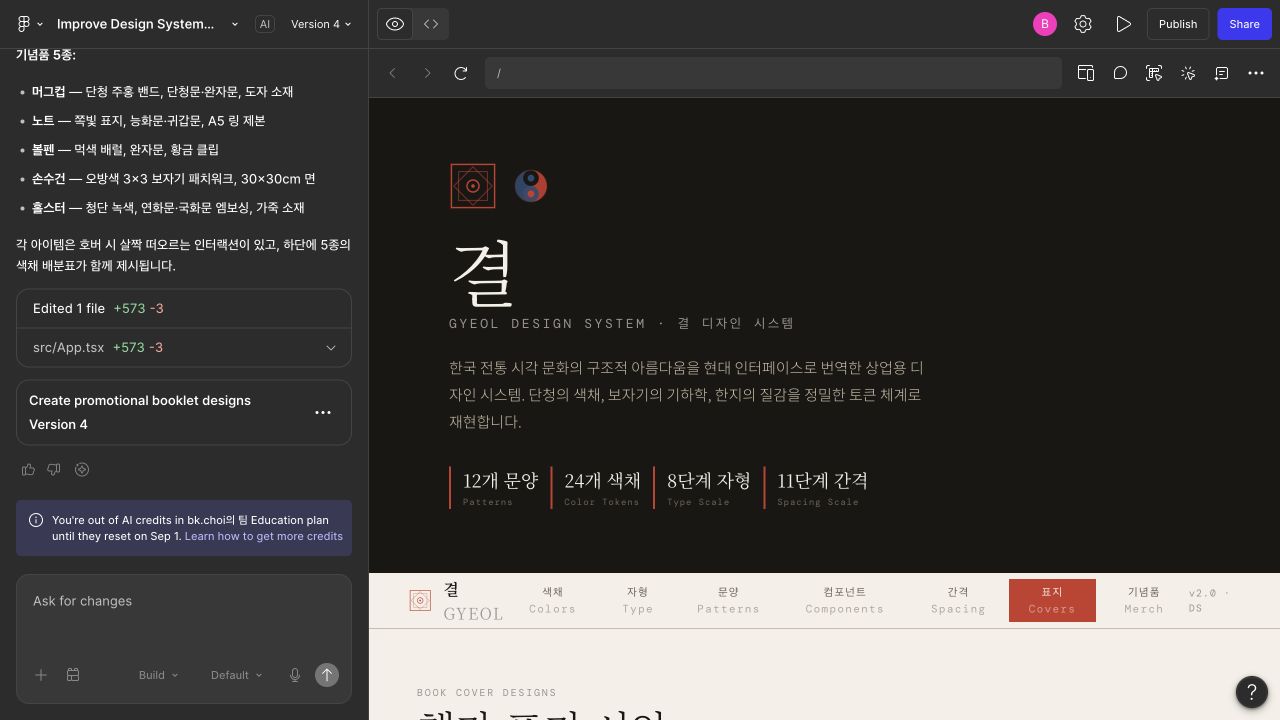 Improve Design System...
AI
Version 4
B
Publish
Share
/
기념품 5종:
• 머그컵 — 단청 주홍 밴드, 단청문·완자문, 도자 소재
• 노트 — 쪽빛 표지, 능화문·귀갑문, A5 링 제본
• 볼펜 — 먹색 배럴, 완자문, 황금 클립
• 손수건 — 오방색 3×3 보자기 패치워크, 30×30cm 면
• 홀스터 — 청단 녹색, 연화문·국화문 엠보싱, 가죽 소재
각 아이템은 호버 시 살짝 떠오르는 인터랙션이 있고, 하단에 5종의
색채 배분표가 함께 제시됩니다.
Edited 1 file +573 -3
src/App.tsx +573 -3
Create promotional booklet designs
Version 4
You're out of AI credits in bk.choi의 팀 Education plan
until they reset on Sep 1. Learn how to get more credits
Ask for changes
Build
Default
결
GYEOL DESIGN SYSTEM · 결 디자인 시스템
한국 전통 시각 문화의 구조적 아름다움을 현대 인터페이스로 번역한 상업용 디
자인 시스템. 단청의 색채, 보자기의 기하학, 한지의 질감을 정밀한 토큰 체계로
재현합니다.
12개 문양
Patterns
24개 색채
Color Tokens
8단계 자형
Type Scale
11단계 간격
Spacing Scale
결
GYEOL
색채
Colors
자형
Type
문양
Patterns
컴포넌트
Components
간격
Spacing
표지
Covers
기념품
Merch
v2.0 ·
DS
BOOK COVER DESIGNS
?